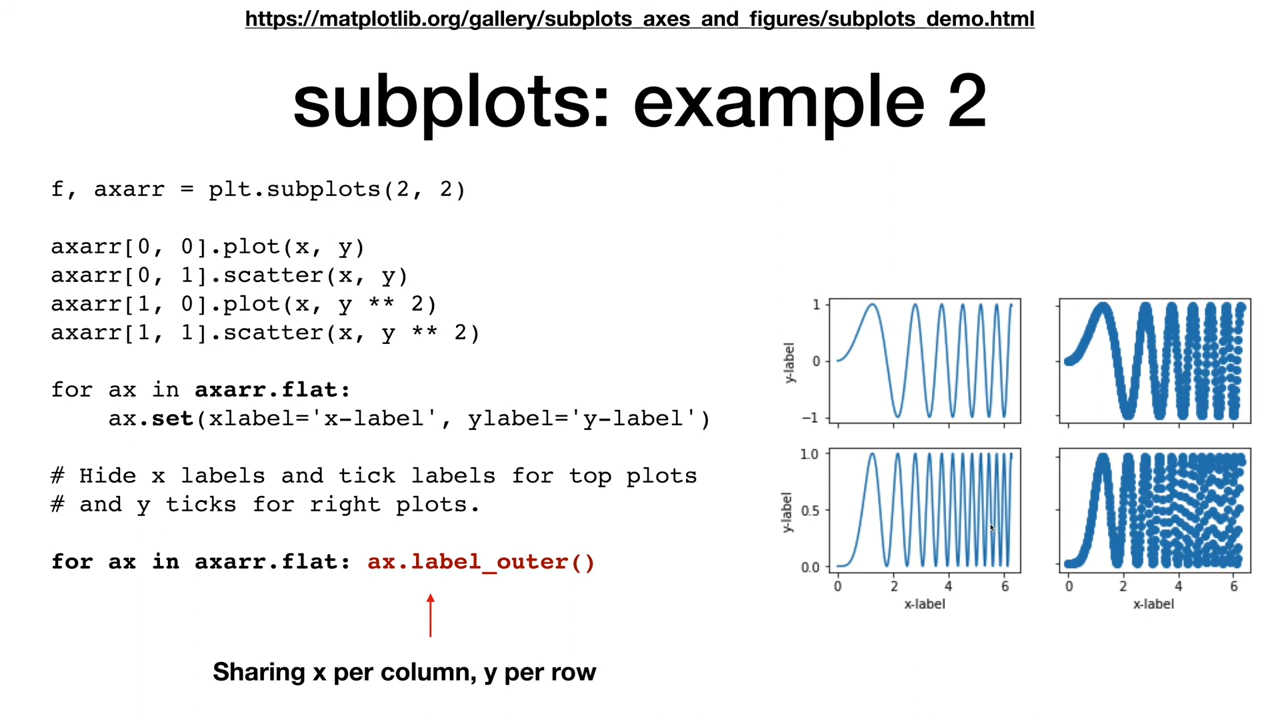 https://matplotlib.org/gallery/subplots_axes_and_figures/subplots_demo.html
subplots: example 2
f, axarr = plt.subplots(2, 2)
axarr[0, 0].plot(x, y)
axarr[0, 1].scatter(x, y)
axarr[1, 0].plot(x, y ** 2)
axarr[1, 1].scatter(x, y ** 2)
for ax in axarr.flat:
    ax.set(xlabel='x-label', ylabel='y-label')
# Hide x labels and tick labels for top plots
# and y ticks for right plots.
for ax in axarr.flat: ax.label_outer()
Sharing x per column, y per row
1
0
−1
y-label
1.0
0.5
0.0
y-label
0 2 4 6
x-label
0 2 4 6
x-label